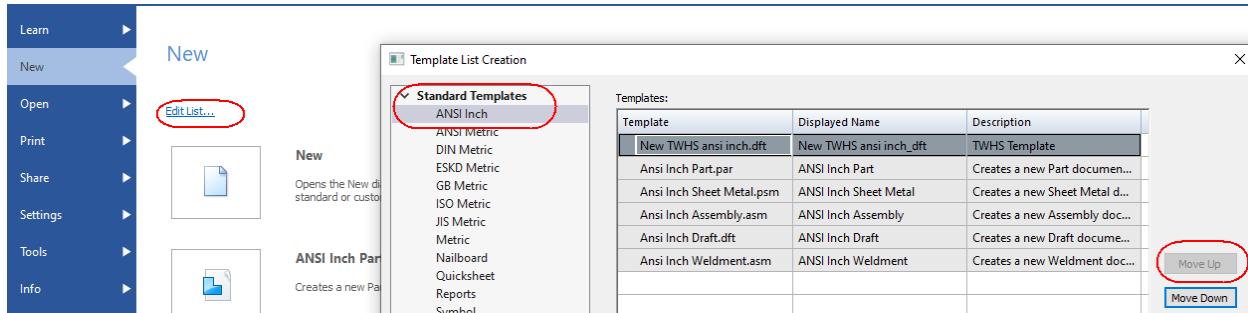 Learn
New
Open
Print
Share
Settings
Tools
Info
New
Edit List...
New
Opens the New di
standard or custo
ANSI Inch Par
Creates a new Pa
Template List Creation
Standard Templates
ANSI Inch
ANSI Metric
DIN Metric
ESKD Metric
GB Metric
ISO Metric
JIS Metric
Metric
Nailboard
Quicksheet
Reports
Symbol
Templates:
Template Displayed Name Description
New TWHS ansi inch.dft New TWHS ansi inch_dft TWHS Template
Ansi Inch Part.par ANSI Inch Part Creates a new Part documen...
Ansi Inch Sheet Metal.psm ANSI Inch Sheet Metal Creates a new Sheet Metal d...
Ansi Inch Assembly.asm ANSI Inch Assembly Creates a new Assembly doc...
Ansi Inch Draft.dft ANSI Inch Draft Creates a new Draft docume...
Ansi Inch Weldment.asm ANSI Inch Weldment Creates a new Weldment doc...
Move Up
Move Down